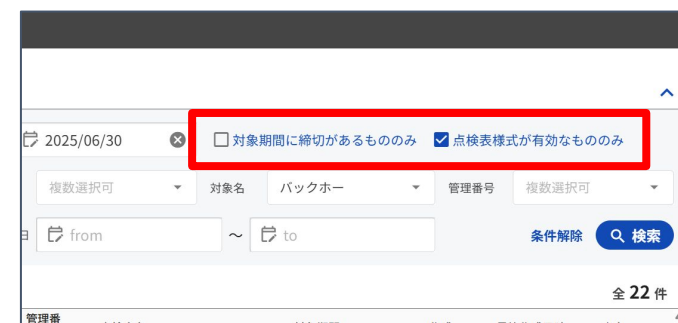 2025/06/30 対象期間に締切があるもののみ 点検表様式が有効なもののみ
複数選択可 対象名 バックホー 管理番号 複数選択可
日 from ～ to 条件解除 検索
全 22 件
管理番